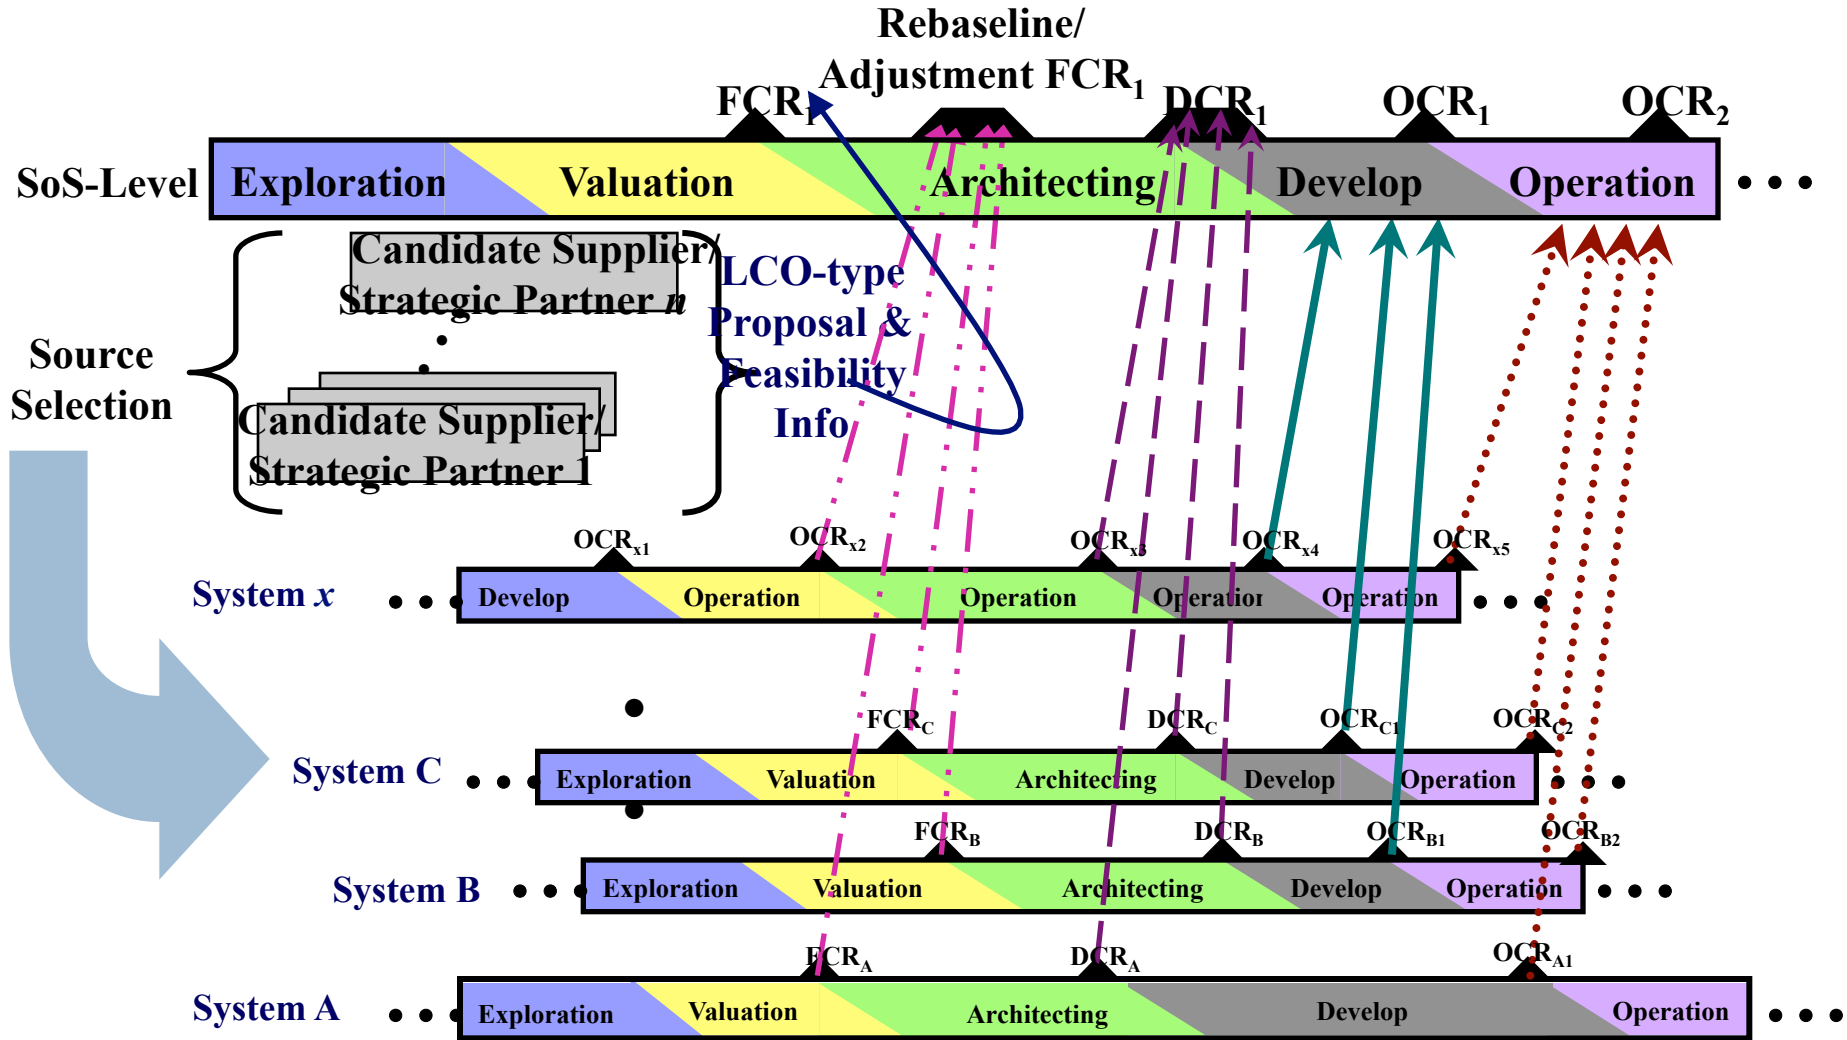 Rebaseline/
Adjustment FCR1
FCR1
DCR1
OCR1
OCR2
SoS-Level
Exploration
Valuation
Architecting
Develop
Operation
• • •
Candidate Supplier/
Strategic Partner n
Source
Selection
Candidate Supplier/
Strategic Partner 1
LCO-type
Proposal &
Feasibility
Info
OCRx1
OCRx2
OCRx3
OCRx4
OCRx5
System x
• • •
Develop
Operation
Operation
Operation
Operation
• • •
FCRC
DCRC
OCRC1
OCRC2
System C
• • •
Exploration
Valuation
Architecting
Develop
Operation
• • •
FCRB
DCRB
OCRB1
OCRB2
System B
• • •
Exploration
Valuation
Architecting
Develop
Operation
• • •
FCRA
DCRA
OCRA1
System A
• • •
Exploration
Valuation
Architecting
Develop
Operation
• • •